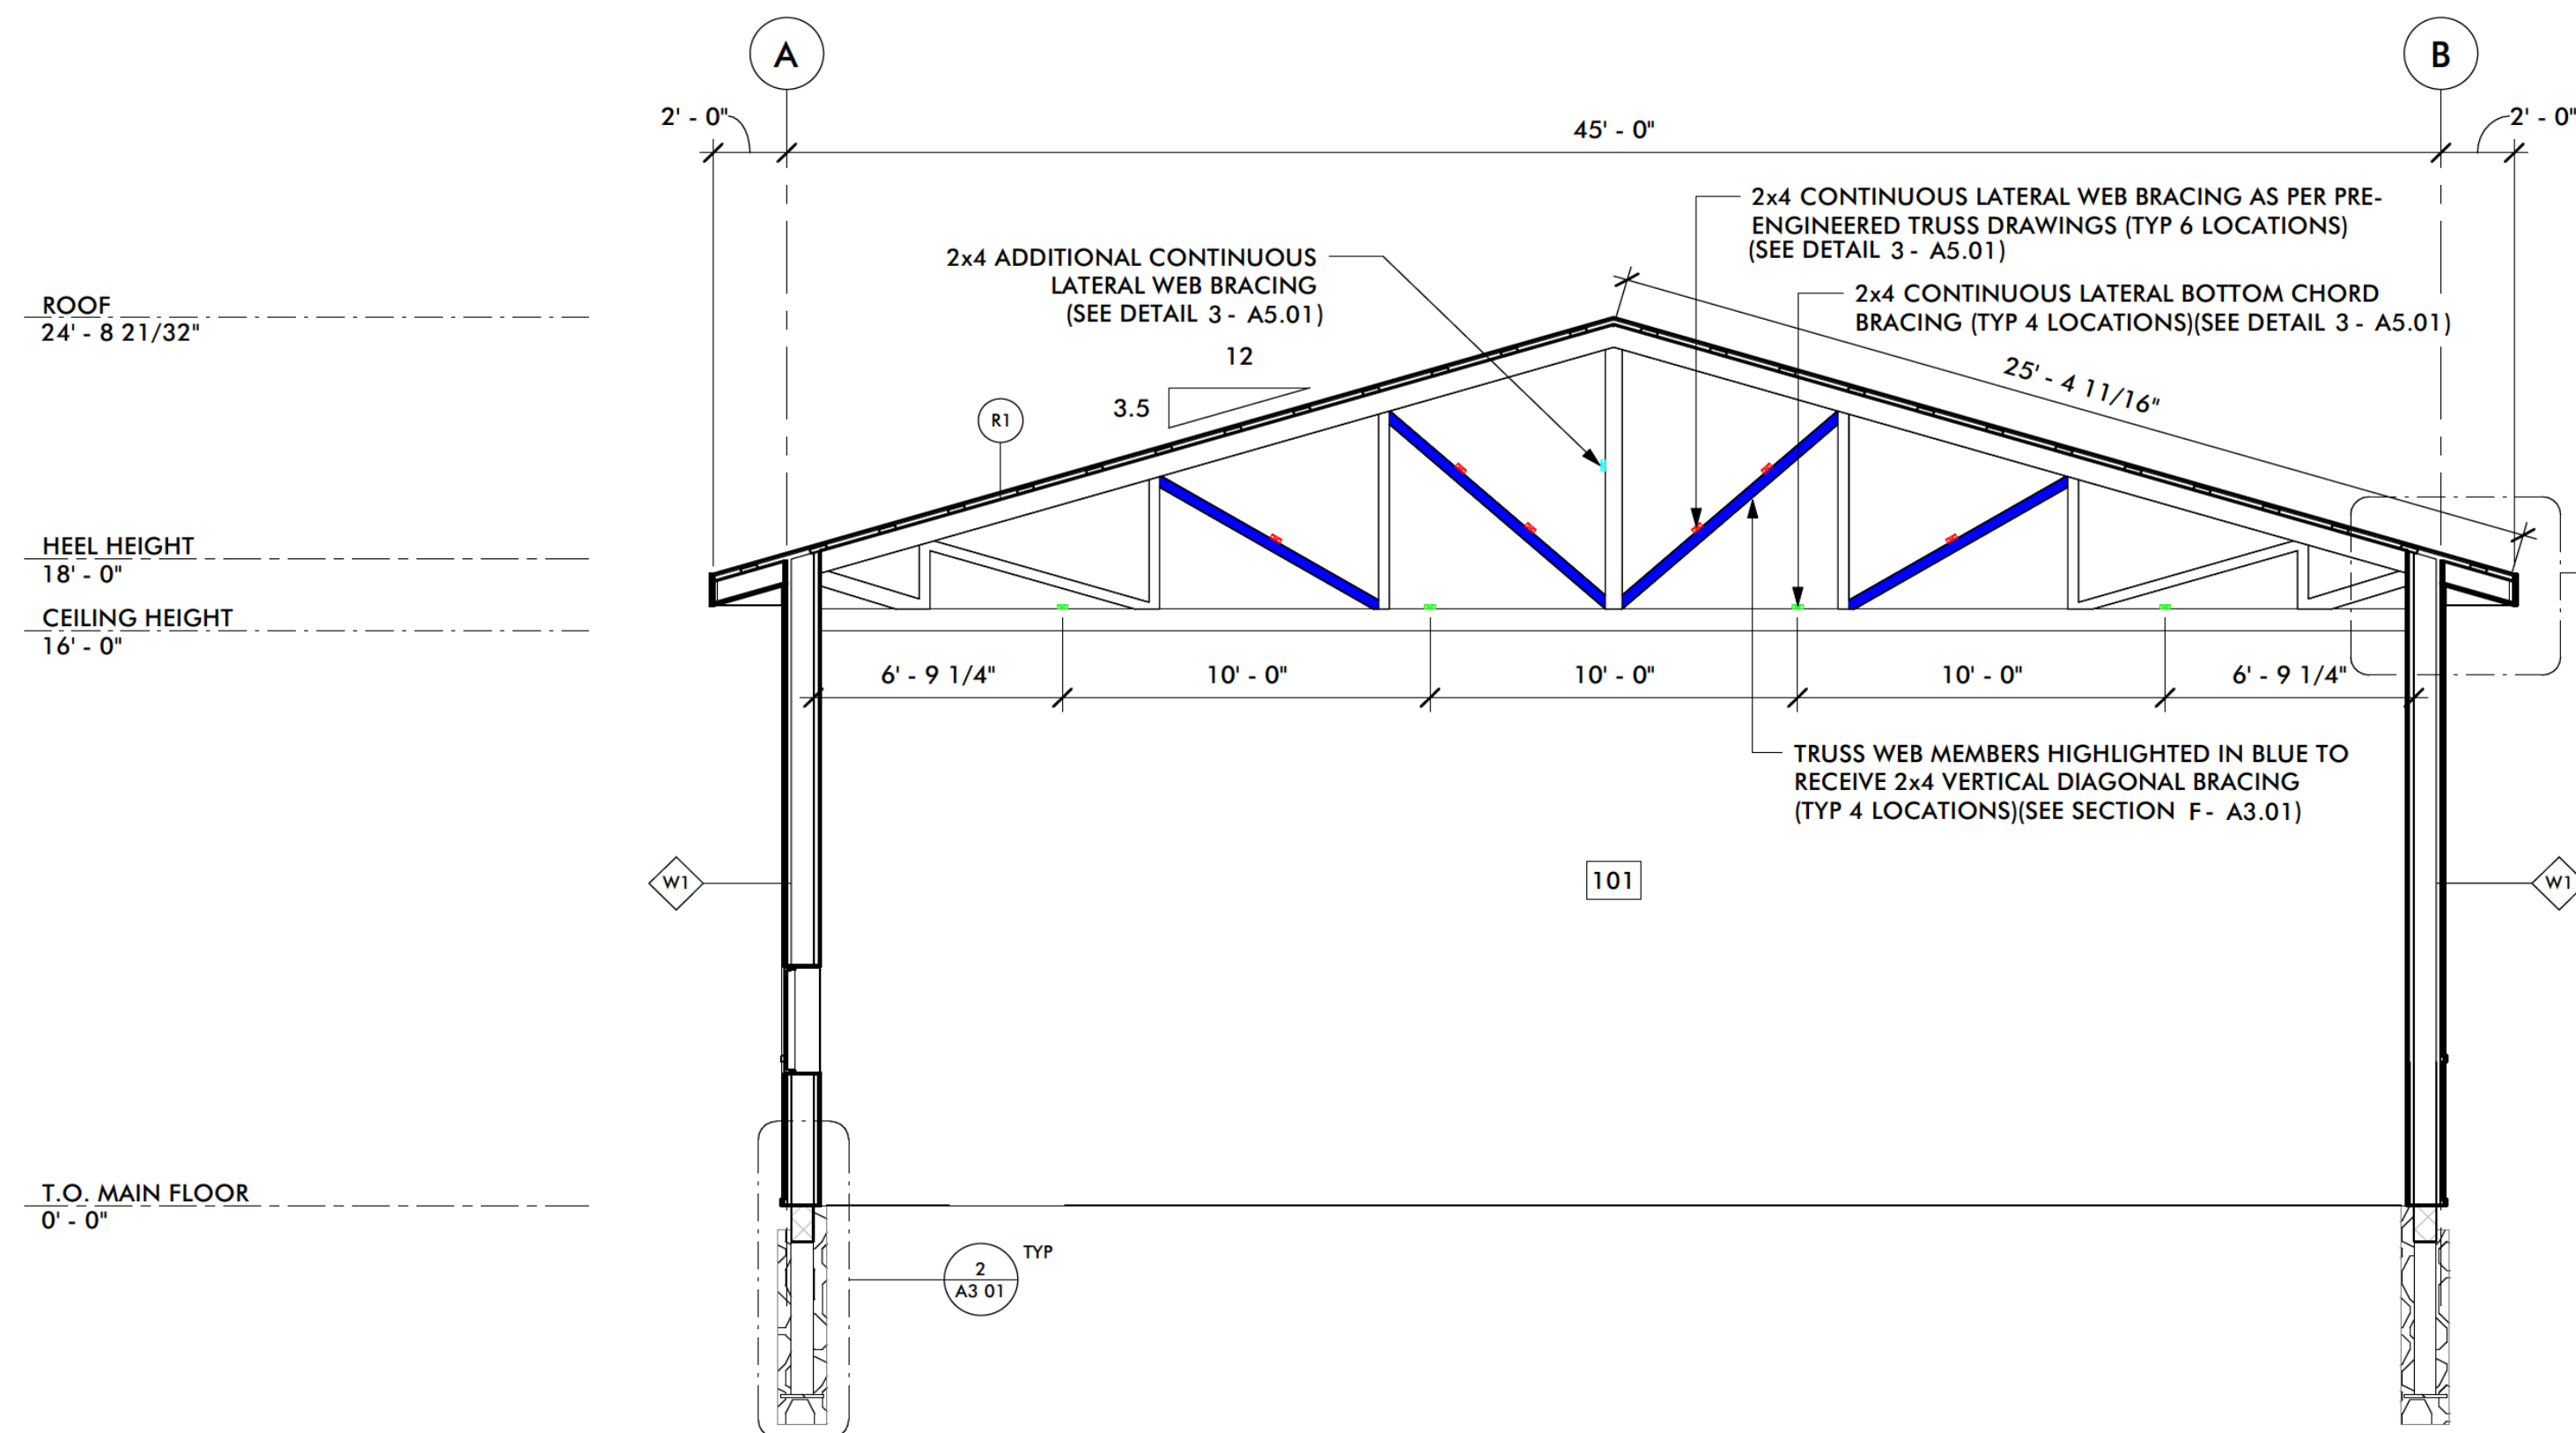 A
B
2' - 0"
45' - 0"
2' - 0"
2x4 CONTINUOUS LATERAL WEB BRACING AS PER PRE-
ENGINEERED TRUSS DRAWINGS (TYP 6 LOCATIONS)
(SEE DETAIL 3 - A5.01)
2x4 ADDITIONAL CONTINUOUS
LATERAL WEB BRACING
(SEE DETAIL 3 - A5.01)
2x4 CONTINUOUS LATERAL BOTTOM CHORD
BRACING (TYP 4 LOCATIONS)(SEE DETAIL 3 - A5.01)
ROOF
24' - 8 21/32"
12
3.5
25' - 4 11/16"
R1
HEEL HEIGHT
18' - 0"
CEILING HEIGHT
16' - 0"
6' - 9 1/4"
10' - 0"
10' - 0"
10' - 0"
6' - 9 1/4"
TRUSS WEB MEMBERS HIGHLIGHTED IN BLUE TO
RECEIVE 2x4 VERTICAL DIAGONAL BRACING
(TYP 4 LOCATIONS)(SEE SECTION F - A3.01)
W1
101
W1
T.O. MAIN FLOOR
0' - 0"
2
A3 01
TYP